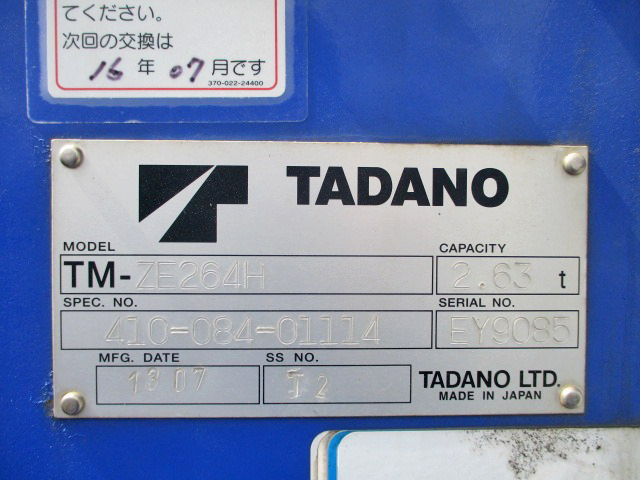 てください。
次回の交換は
16 年 07 月です
370-022-24400
TADANO
MODEL
TM-ZE264H
CAPACITY
2.63 t
SPEC. NO.
410-084-01114
SERIAL NO.
EY9085
MFG. DATE
1307
SS NO.
T2
TADANO LTD.
MADE IN JAPAN